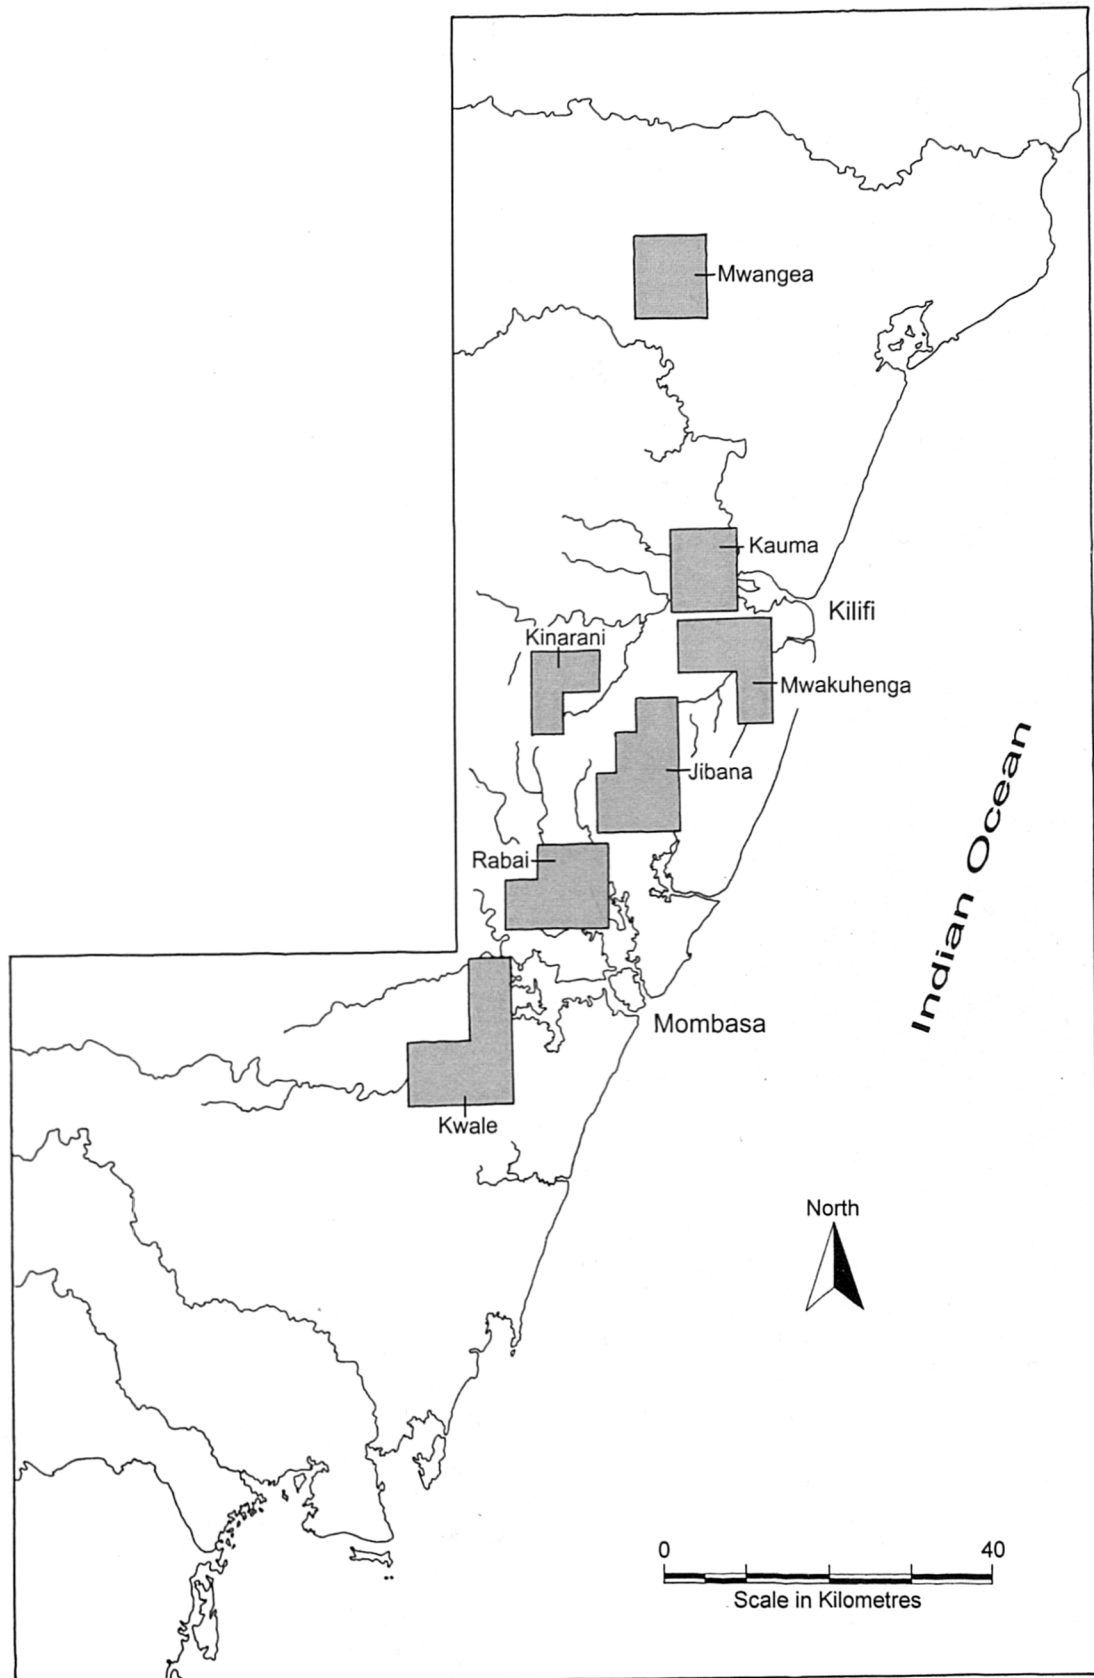 Mwangea
Kauma
Kilifi
Kinarani
Mwakuhenga
Jibana
Indian Ocean
Rabai
Mombasa
Kwale
North
0 40
Scale in Kilometres